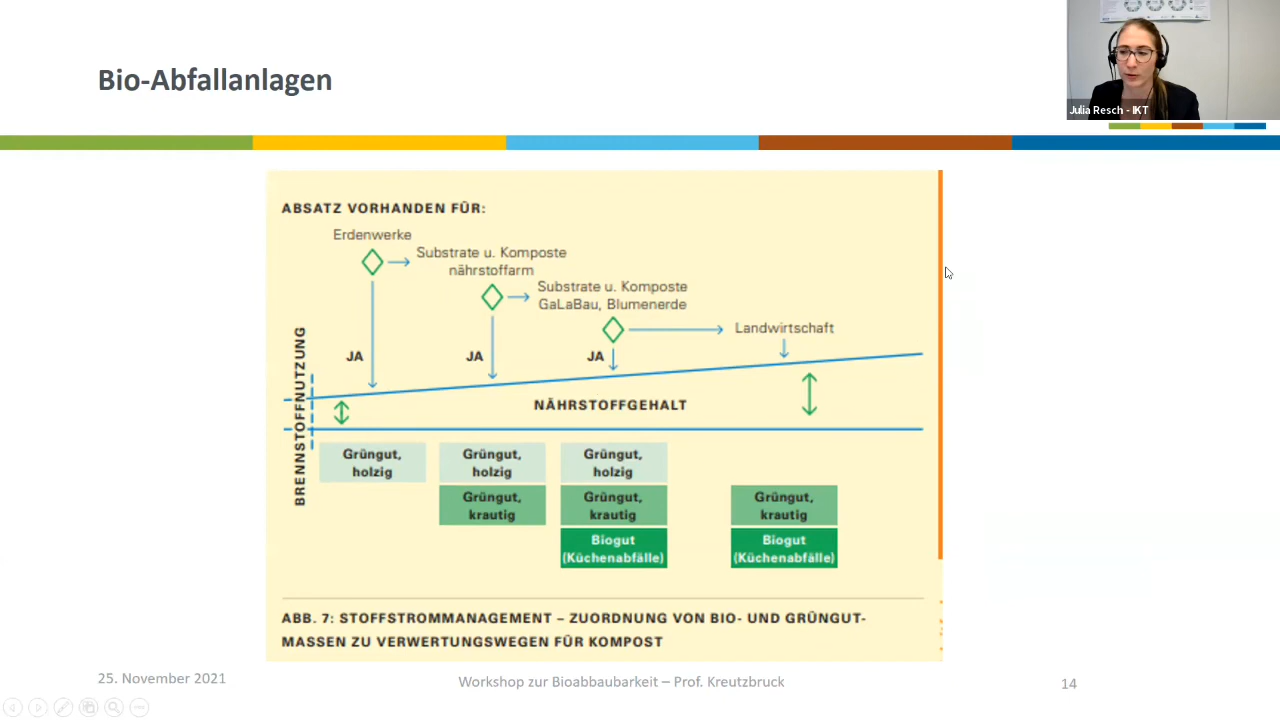 Bio-Abfallanlagen
Julia Resch - IKT
ABSATZ VORHANDEN FÜR:
Erdenwerke
Substrate u. Komposte
nährstoffarm
Substrate u. Komposte
GaLaBau, Blumenerde
Landwirtschaft
JA
JA
JA
BRENNSTOFFNUTZUNG
NÄHRSTOFFGEHALT
Grüngut,
holzig
Grüngut,
holzig
Grüngut,
holzig
Grüngut,
krautig
Grüngut,
krautig
Grüngut,
krautig
Biogut
(Küchenabfälle)
Biogut
(Küchenabfälle)
ABB. 7: STOFFSTROMMANAGEMENT – ZUORDNUNG VON BIO- UND GRÜNGUT-
MASSEN ZU VERWERTUNGSWEGEN FÜR KOMPOST
25. November 2021
Workshop zur Bioabbaubarkeit – Prof. Kreutzbruck
14